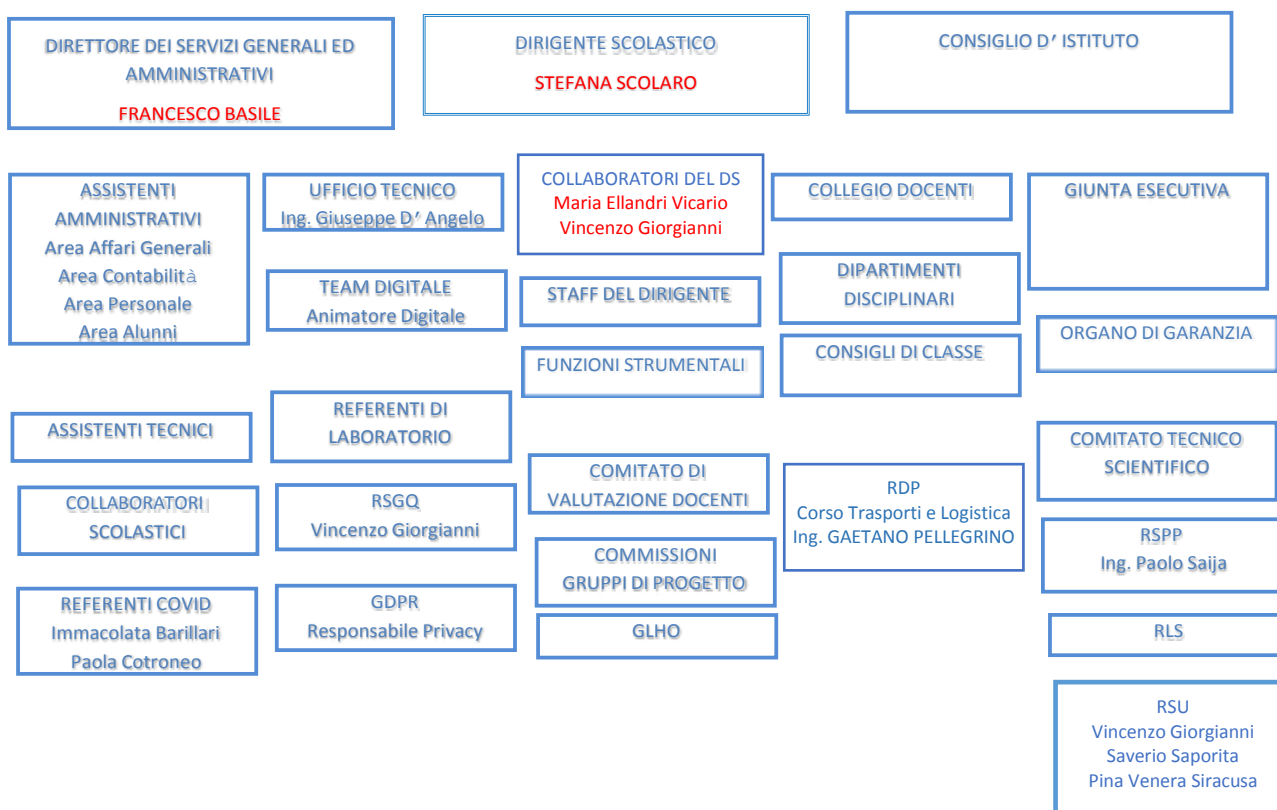 DIRETTORE DEI SERVIZI GENERALI ED
AMMINISTRATIVI
FRANCESCO BASILE
DIRIGENTE SCOLASTICO
STEFANA SCOLARO
CONSIGLIO D’ ISTITUTO
ASSISTENTI
AMMINISTRATIVI
Area Affari Generali
Area Contabilità
Area Personale
Area Alunni
UFFICIO TECNICO
Ing. Giuseppe D’ Angelo
COLLABORATORI DEL DS
Maria Ellandri Vicario
Vincenzo Giorgianni
COLLEGIO DOCENTI
GIUNTA ESECUTIVA
TEAM DIGITALE
Animatore Digitale
STAFF DEL DIRIGENTE
DIPARTIMENTI
DISCIPLINARI
ORGANO DI GARANZIA
FUNZIONI STRUMENTALI
CONSIGLI DI CLASSE
ASSISTENTI TECNICI
REFERENTI DI
LABORATORIO
COMITATO DI
VALUTAZIONE DOCENTI
RDP
Corso Trasporti e Logistica
Ing. GAETANO PELLEGRINO
COMITATO TECNICO
SCIENTIFICO
COLLABORATORI
SCOLASTICI
RSGQ
Vincenzo Giorgianni
COMMISSIONI
GRUPPI DI PROGETTO
RSPP
Ing. Paolo Saija
REFERENTI COVID
Immacolata Barillari
Paola Cotroneo
GDPR
Responsabile Privacy
GLHO
RLS
RSU
Vincenzo Giorgianni
Saverio Saporita
Pina Venera Siracusa